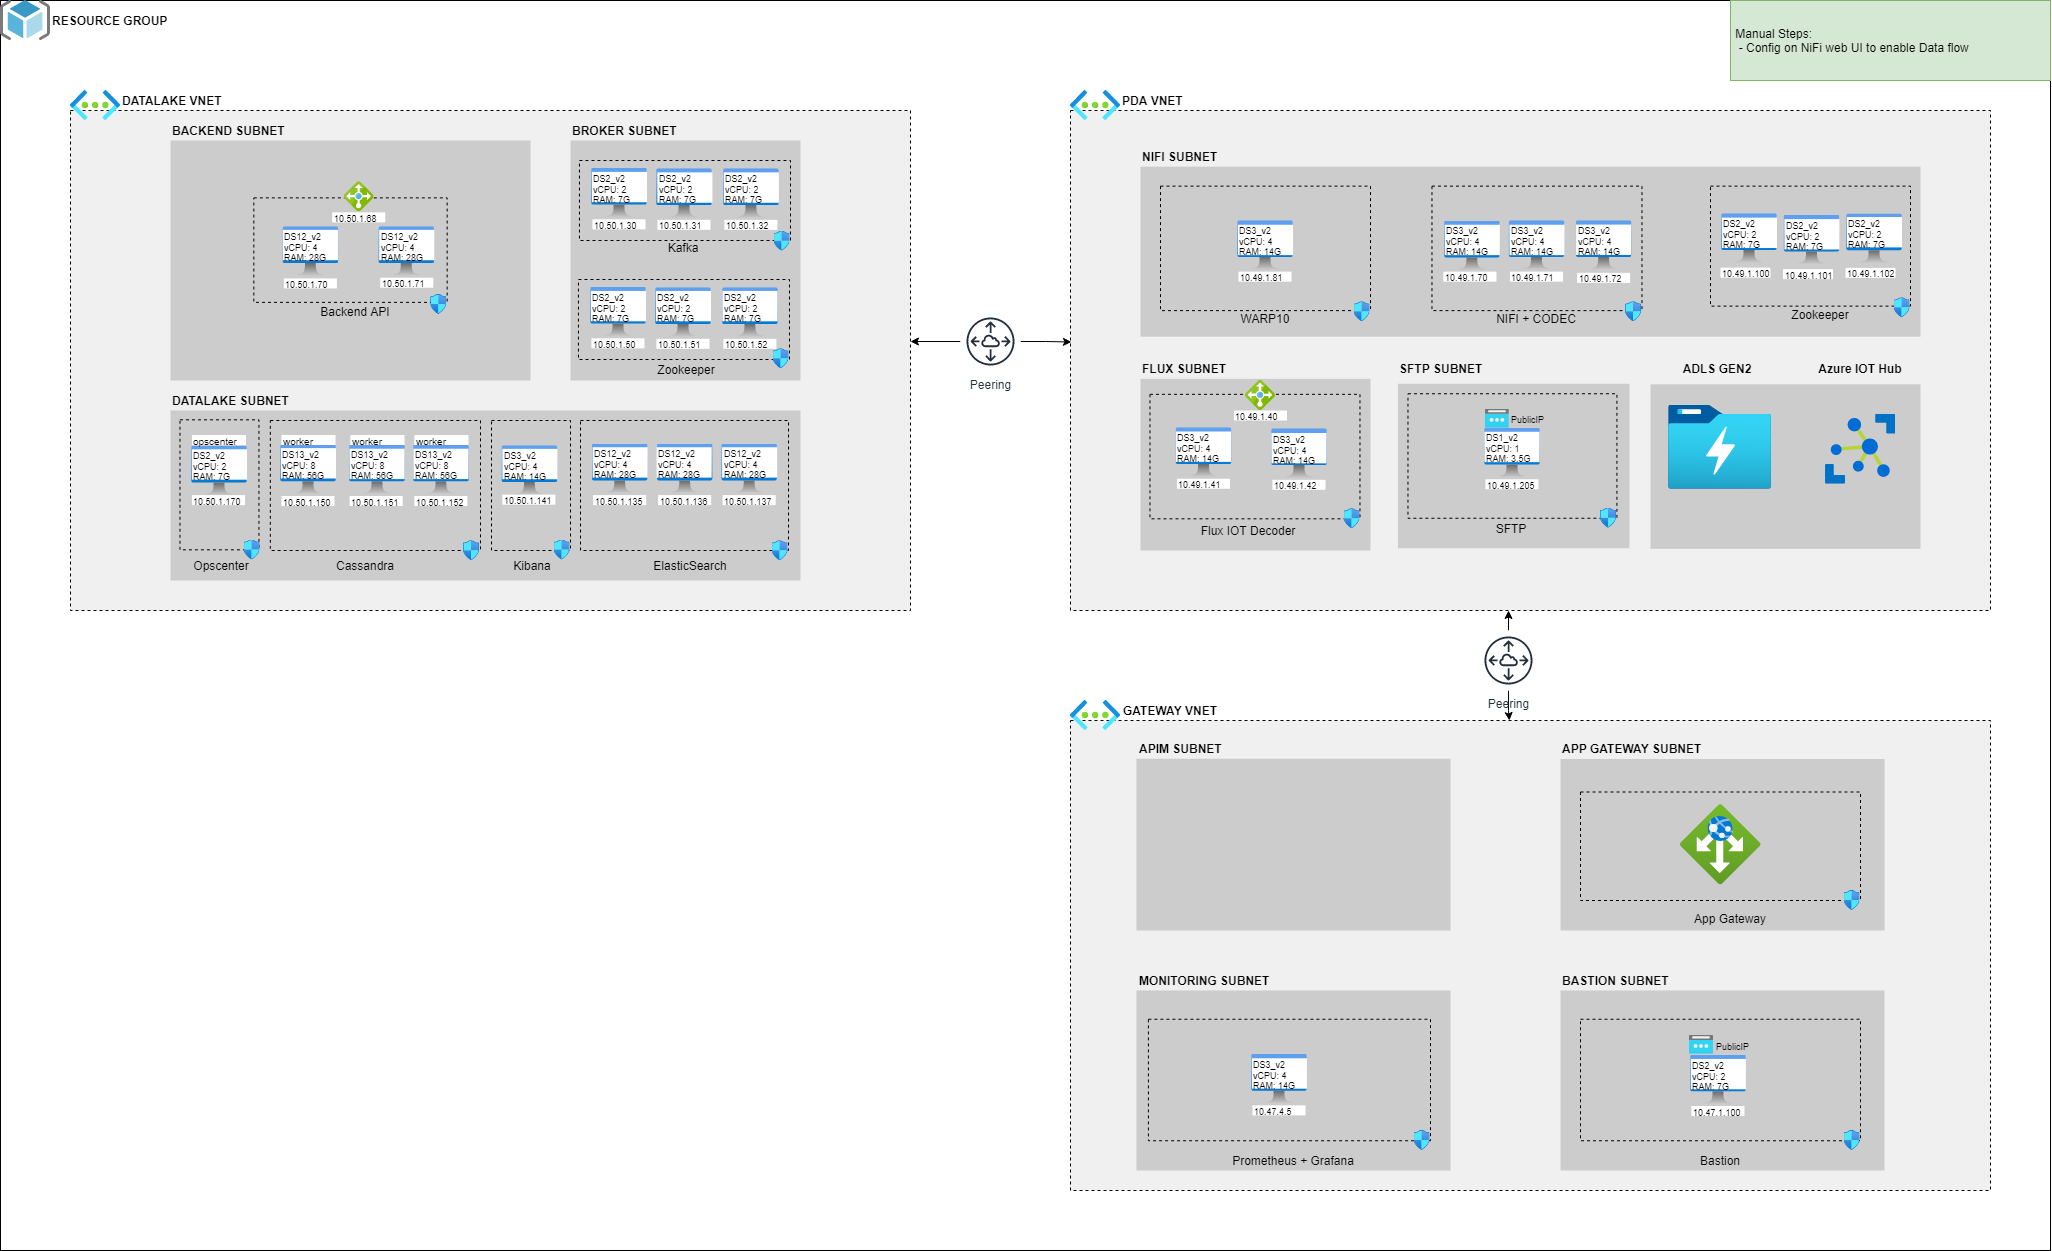 RESOURCE GROUP
Manual Steps:
- Config on NiFi web UI to enable Data flow
DATALAKE VNET
BACKEND SUBNET
10.50.1.68
DS12_v2
vCPU: 4
RAM: 28G
10.50.1.70
DS12_v2
vCPU: 4
RAM: 28G
10.50.1.71
Backend API
BROKER SUBNET
DS2_v2
vCPU: 2
RAM: 7G
10.50.1.30
DS2_v2
vCPU: 2
RAM: 7G
10.50.1.31
DS2_v2
vCPU: 2
RAM: 7G
10.50.1.32
Kafka
DS2_v2
vCPU: 2
RAM: 7G
10.50.1.50
DS2_v2
vCPU: 2
RAM: 7G
10.50.1.51
DS2_v2
vCPU: 2
RAM: 7G
10.50.1.52
Zookeeper
DATALAKE SUBNET
opscenter
DS2_v2
vCPU: 2
RAM: 7G
10.50.1.170
Opscenter
worker
DS13_v2
vCPU: 8
RAM: 56G
10.50.1.150
worker
DS13_v2
vCPU: 8
RAM: 56G
10.50.1.151
worker
DS13_v2
vCPU: 8
RAM: 56G
10.50.1.152
Cassandra
DS3_v2
vCPU: 4
RAM: 14G
10.50.1.141
Kibana
DS12_v2
vCPU: 4
RAM: 28G
10.50.1.135
DS12_v2
vCPU: 4
RAM: 28G
10.50.1.136
DS12_v2
vCPU: 4
RAM: 28G
10.50.1.137
ElasticSearch
Peering
PDA VNET
NIFI SUBNET
DS3_v2
vCPU: 4
RAM: 14G
10.49.1.81
WARP10
DS3_v2
vCPU: 4
RAM: 14G
10.49.1.70
DS3_v2
vCPU: 4
RAM: 14G
10.49.1.71
DS3_v2
vCPU: 4
RAM: 14G
10.49.1.72
NIFI + CODEC
DS2_v2
vCPU: 2
RAM: 7G
10.49.1.100
DS2_v2
vCPU: 2
RAM: 7G
10.49.1.101
DS2_v2
vCPU: 2
RAM: 7G
10.49.1.102
Zookeeper
FLUX SUBNET
10.49.1.40
DS3_v2
vCPU: 4
RAM: 14G
10.49.1.41
DS3_v2
vCPU: 4
RAM: 14G
10.49.1.42
Flux IOT Decoder
SFTP SUBNET
PublicIP
DS1_v2
vCPU: 1
RAM: 3.5G
10.49.1.205
SFTP
ADLS GEN2
Azure IOT Hub
Peering
GATEWAY VNET
APIM SUBNET
APP GATEWAY SUBNET
App Gateway
MONITORING SUBNET
DS3_v2
vCPU: 4
RAM: 14G
10.47.4.5
Prometheus + Grafana
BASTION SUBNET
PublicIP
DS2_v2
vCPU: 2
RAM: 7G
10.47.1.100
Bastion